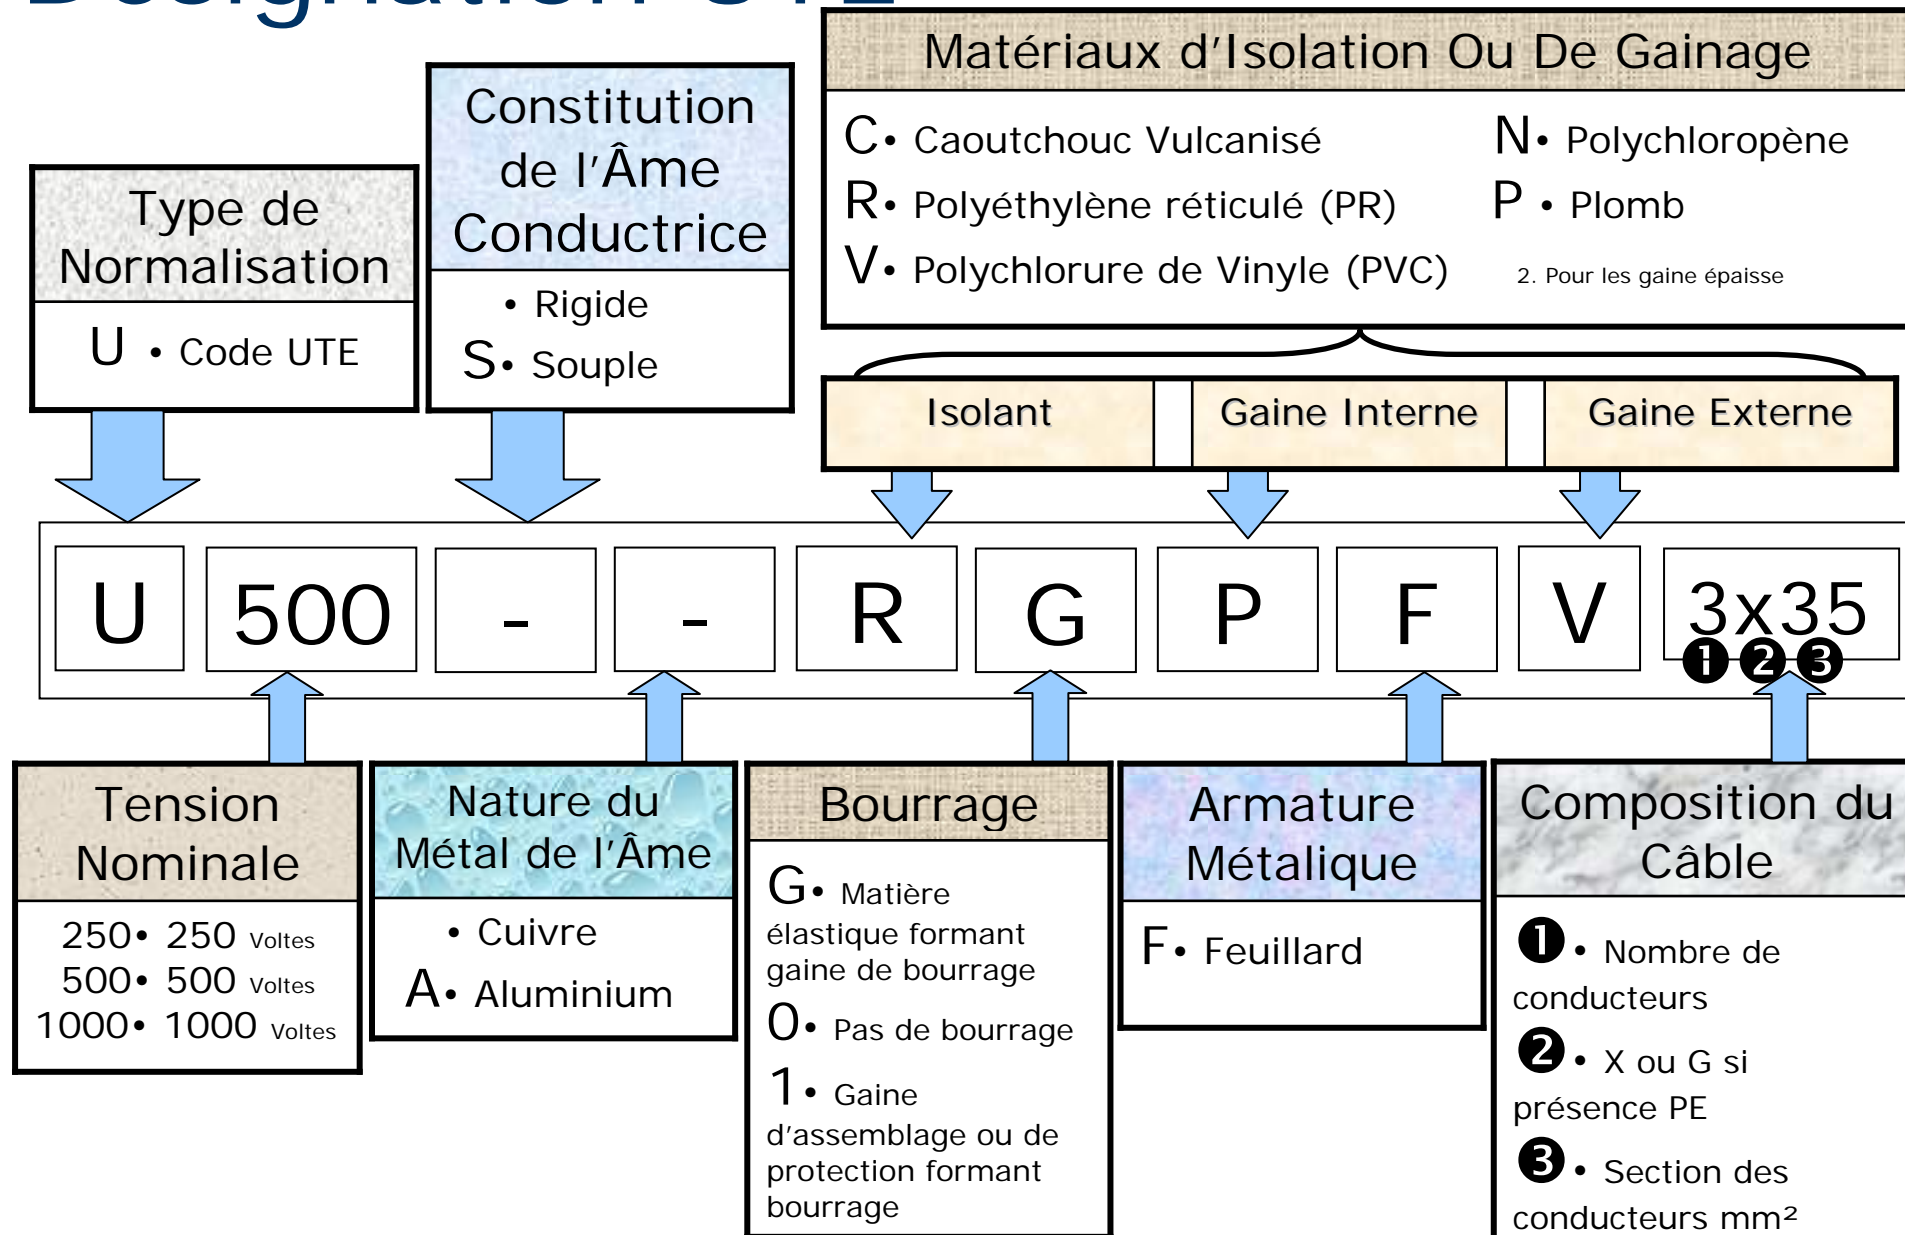 Désignation UTE
Matériaux d'Isolation Ou De Gainage
C• Caoutchouc Vulcanisé
R• Polyéthylène réticulé (PR)
V• Polychlorure de Vinyle (PVC)
N• Polychloropène
P • Plomb
2. Pour les gaine épaisse
Constitution
de l'Âme
Conductrice
• Rigide
S• Souple
Type de
Normalisation
U • Code UTE
Isolant
Gaine Interne
Gaine Externe
U 500 - - R G P F V 3x35
❶ ❷ ❸
Tension
Nominale
250• 250 Voltes
500• 500 Voltes
1000• 1000 Voltes
Nature du
Métal de l'Âme
• Cuivre
A• Aluminium
Bourrage
G• Matière
élastique formant
gaine de bourrage
0• Pas de bourrage
1• Gaine
d'assemblage ou de
protection formant
bourrage
Armature
Métalique
F• Feuillard
Composition du
Câble
❶• Nombre de
conducteurs
❷• X ou G si
présence PE
❸• Section des
conducteurs mm²